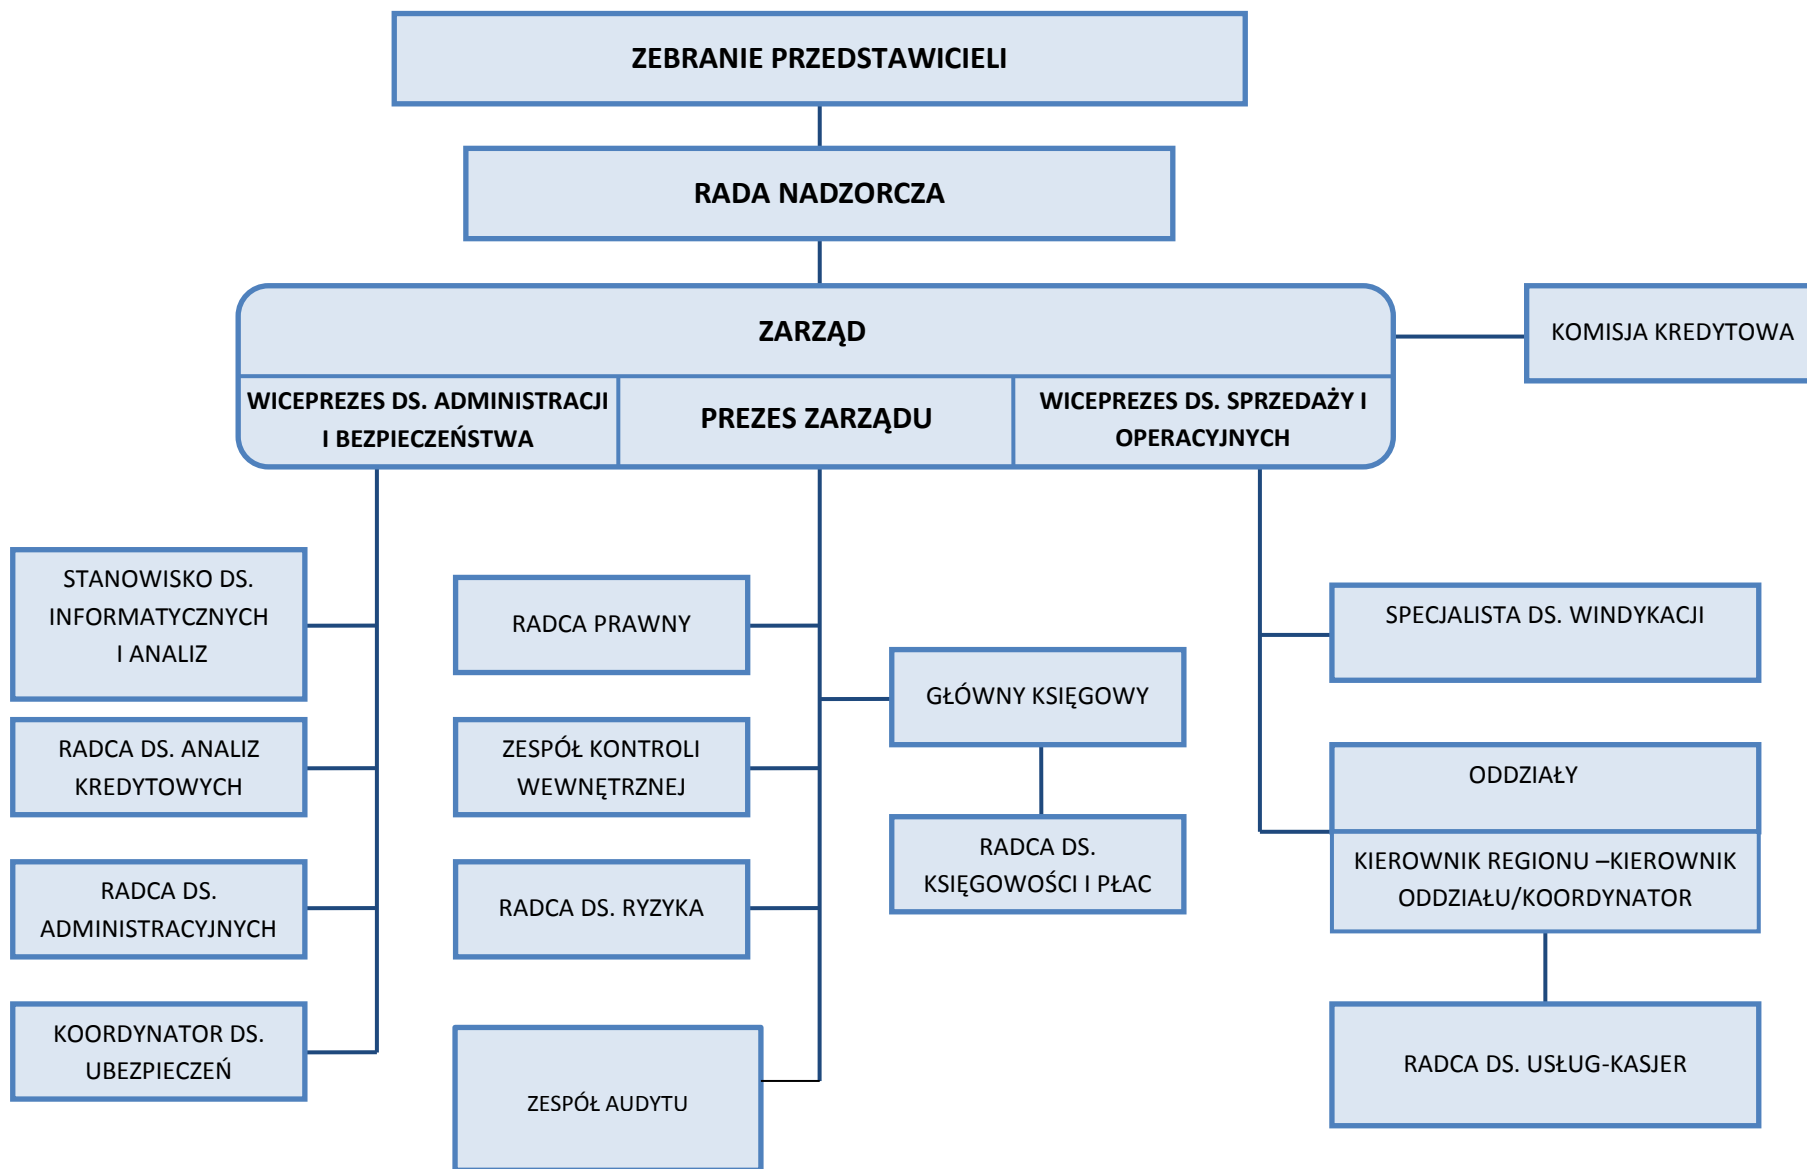 ZEBRANIE PRZEDSTAWICIELI
RADA NADZORCZA
ZARZĄD
KOMISJA KREDYTOWA
WICEPREZES DS. ADMINISTRACJI
I BEZPIECZEŃSTWA
PREZES ZARZĄDU
WICEPREZES DS. SPRZEDAŻY I
OPERACYJNYCH
STANOWISKO DS.
INFORMATYCZNYCH
I ANALIZ
RADCA DS. ANALIZ
KREDYTOWYCH
RADCA DS.
ADMINISTRACYJNYCH
KOORDYNATOR DS.
UBEZPIECZEŃ
RADCA PRAWNY
ZESPÓŁ KONTROLI
WEWNĘTRZNEJ
RADCA DS. RYZYKA
ZESPÓŁ AUDYTU
GŁÓWNY KSIĘGOWY
RADCA DS.
KSIĘGOWOŚCI I PŁAC
SPECJALISTA DS. WINDYKACJI
ODDZIAŁY
KIEROWNIK REGIONU –KIEROWNIK
ODDZIAŁU/KOORDYNATOR
RADCA DS. USŁUG-KASJER